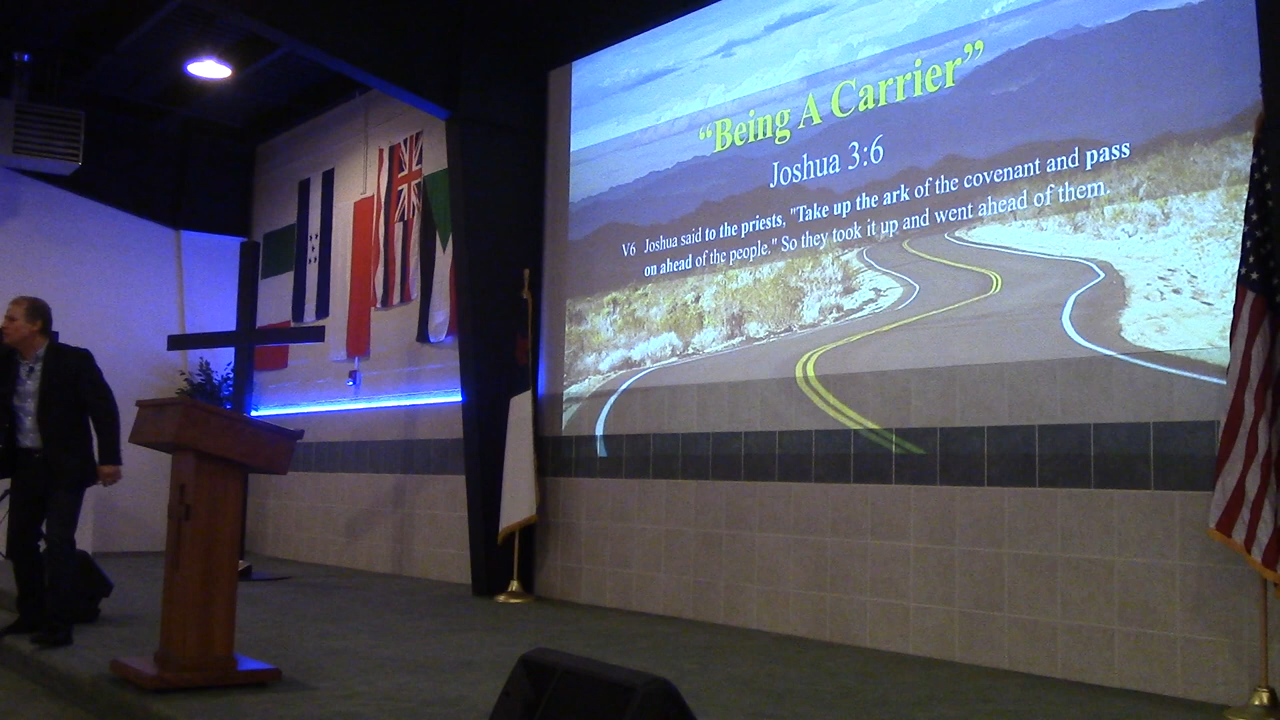 “Being A Carrier”
Joshua 3:6
V6 Joshua said to the priests, "Take up the ark of the covenant and pass
on ahead of the people." So they took it up and went ahead of them.